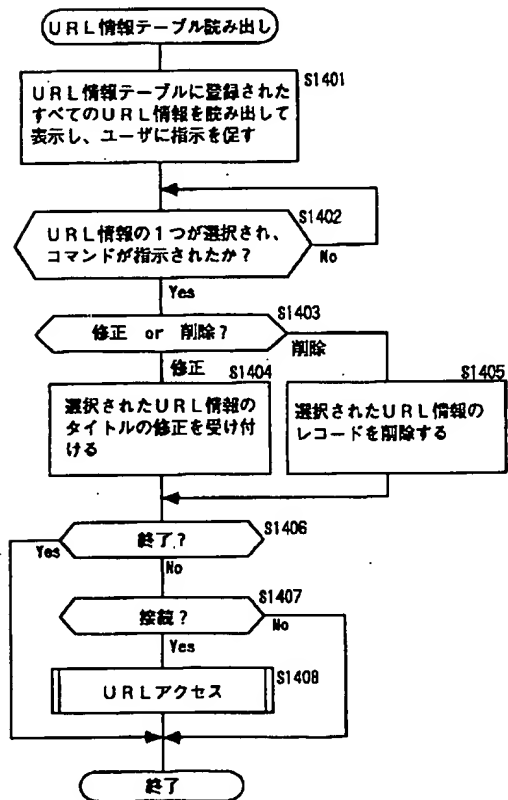 URL情報テーブル読み出し
S1401
URL情報テーブルに登録された
すべてのURL情報を読み出して
表示し、ユーザに指示を促す
S1402
URL情報の1つが選択され、
コマンドが指示されたか?
No
Yes
S1403
修正 or 削除?
削除
修正
S1404
S1405
選択されたURL情報の
タイトルの修正を受け付
ける
選択されたURL情報の
レコードを削除する
S1406
終了?
Yes
No
S1407
接続?
No
Yes
S1408
URLアクセス
終了